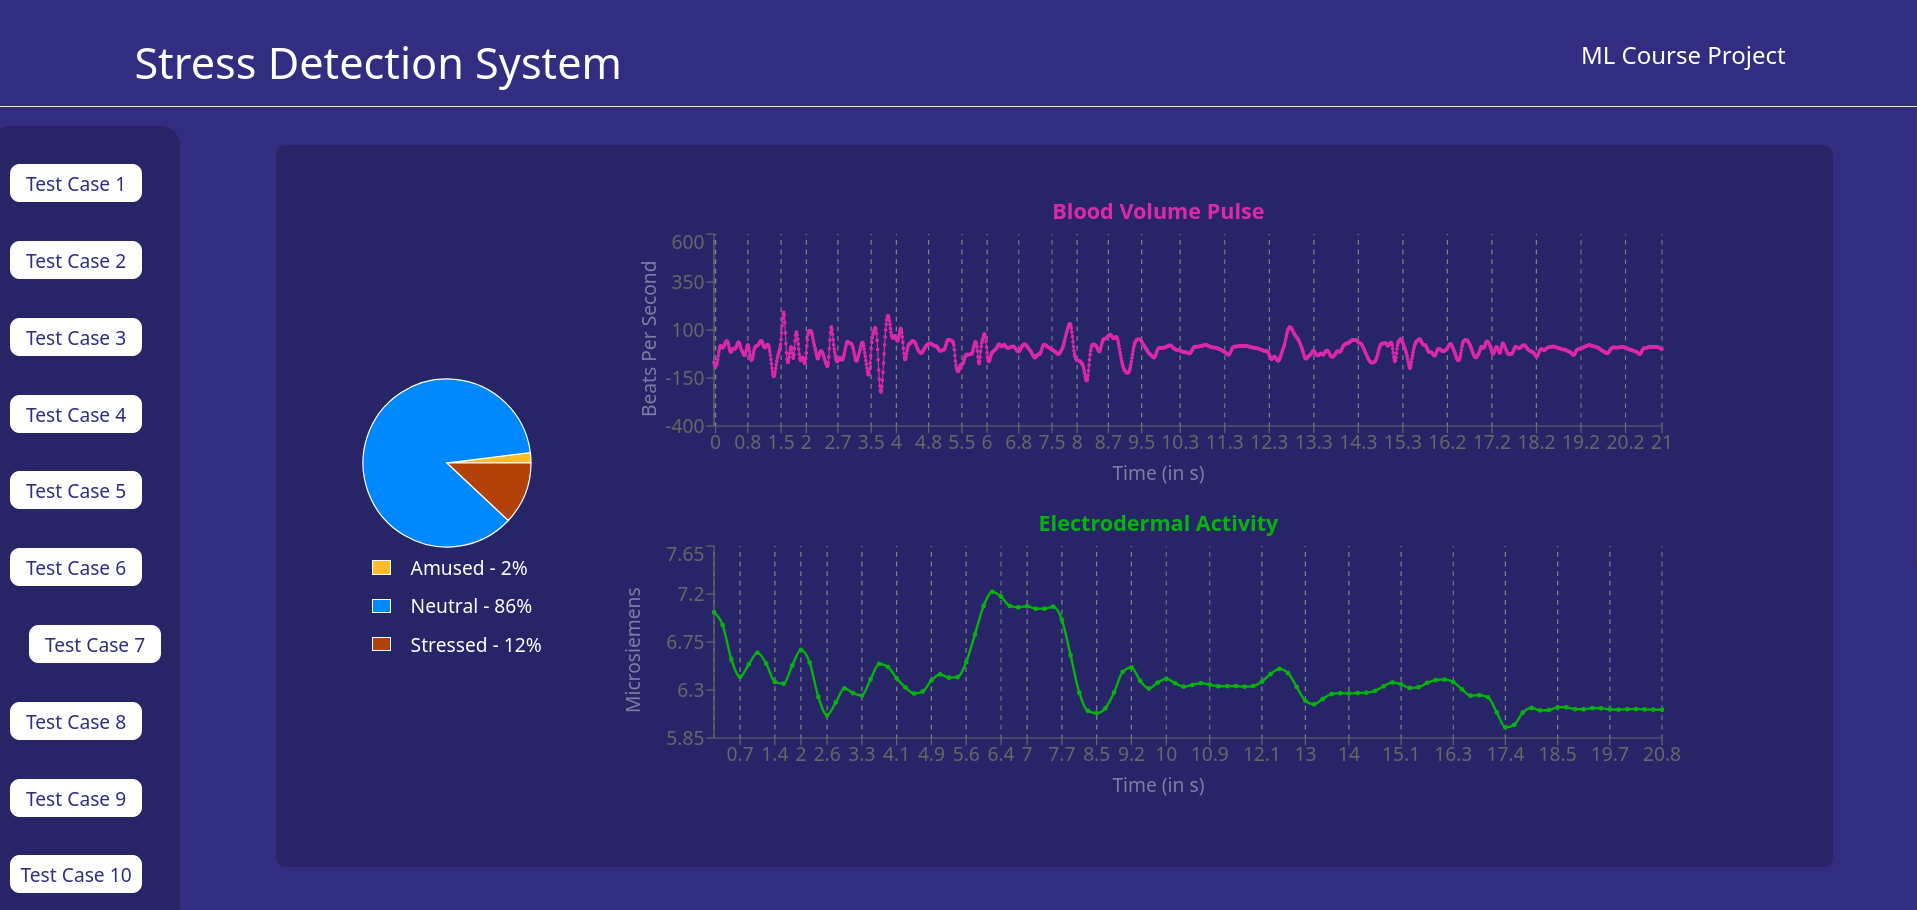 Stress Detection System
ML Course Project
Test Case 1
Test Case 2
Test Case 3
Test Case 4
Test Case 5
Test Case 6
Test Case 7
Test Case 8
Test Case 9
Test Case 10
Amused - 2%
Neutral - 86%
Stressed - 12%
Blood Volume Pulse
Beats Per Second
600
350
100
-150
-400
0 0.8 1.5 2 2.7 3.5 4 4.8 5.5 6 6.8 7.5 8 8.7 9.5 10.3 11.3 12.3 13.3 14.3 15.3 16.2 17.2 18.2 19.2 20.2 21
Time (in s)
Electrodermal Activity
Microsiemens
7.65
7.2
6.75
6.3
5.85
0.7 1.4 2 2.6 3.3 4.1 4.9 5.6 6.4 7 7.7 8.5 9.2 10 10.9 12.1 13 14 15.1 16.3 17.4 18.5 19.7 20.8
Time (in s)